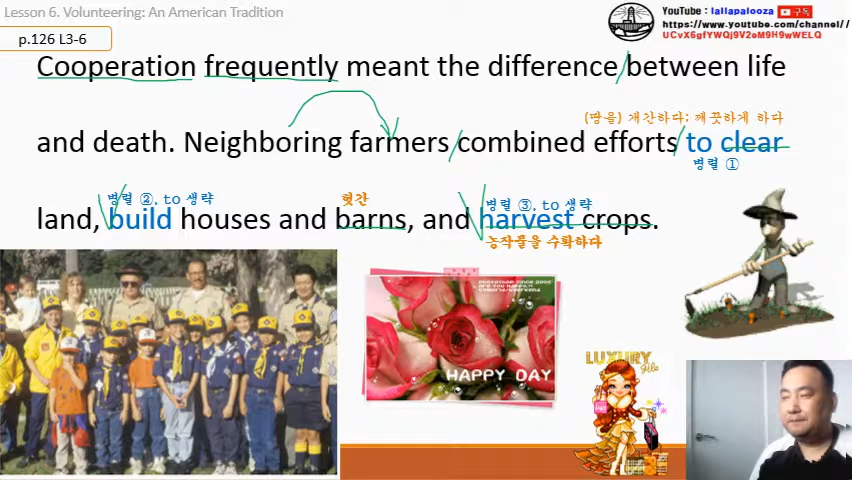 Lesson 6. Volunteering: An American Tradition
YouTube : lallapalooza 구독
https://www.youtube.com/channel/
UCvX6gfYWQj9V2eM9H9wWELQ
p.126 L3-6
Cooperation frequently meant the difference between life
(땅을) 개간하다; 깨끗하게 하다
and death. Neighboring farmers combined efforts to clear
병렬 ①
병렬 ②. to 생략
헛간
병렬 ③. to 생략
land, build houses and barns, and harvest crops.
농작물을 수확하다
HAPPY DAY
LUXURY